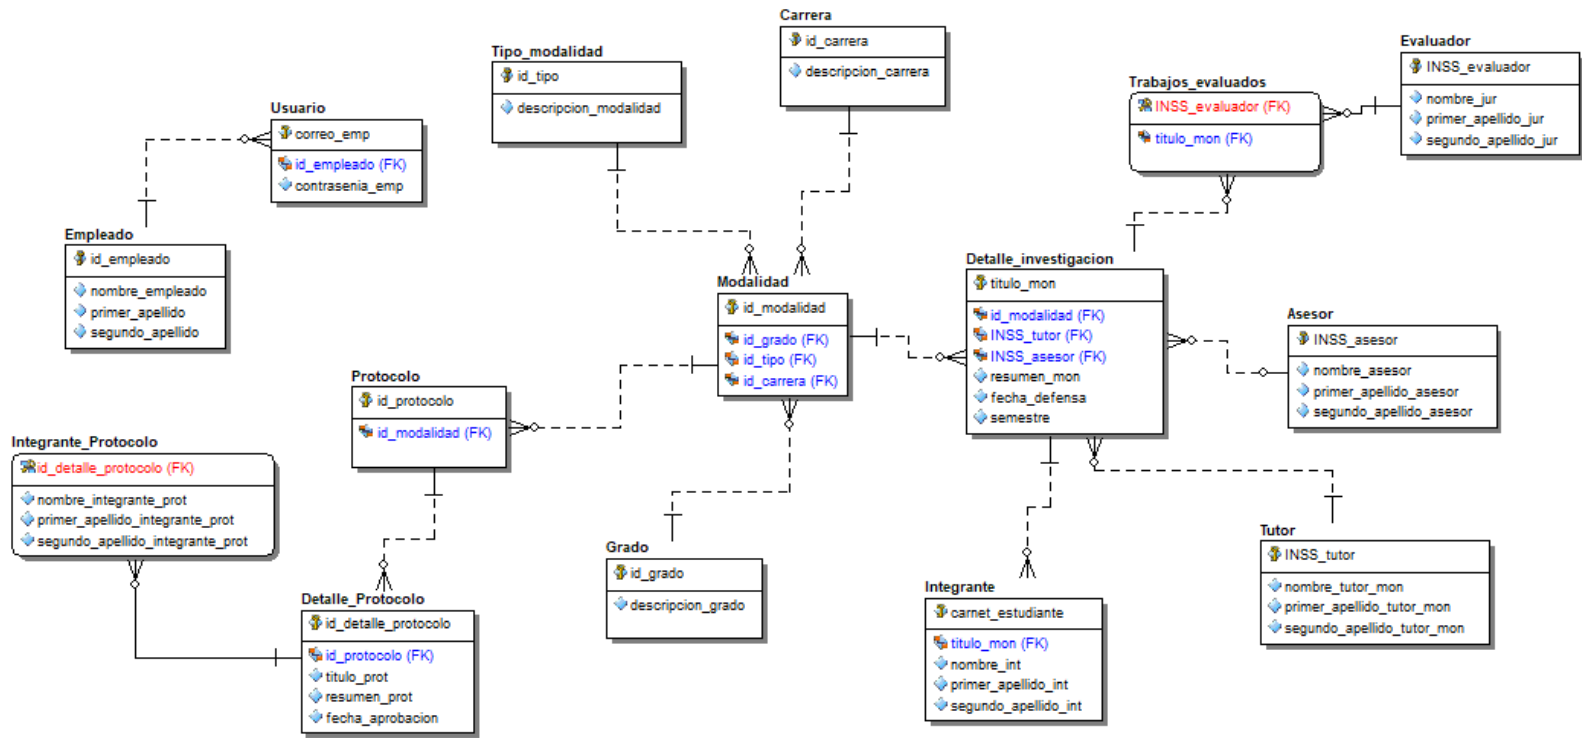 Carrera
id_carrera
descripcion_carrera
Tipo_modalidad
id_tipo
descripcion_modalidad
Evaluador
INSS_evaluador
nombre_jur
primer_apellido_jur
segundo_apellido_jur
Trabajos_evaluados
INSS_evaluador (FK)
titulo_mon (FK)
Usuario
correo_emp
id_empleado (FK)
contrasenia_emp
Empleado
id_empleado
nombre_empleado
primer_apellido
segundo_apellido
Modalidad
id_modalidad
id_grado (FK)
id_tipo (FK)
id_carrera (FK)
Detalle_investigacion
titulo_mon
id_modalidad (FK)
INSS_tutor (FK)
INSS_asesor (FK)
resumen_mon
fecha_defensa
semestre
Asesor
INSS_asesor
nombre_asesor
primer_apellido_asesor
segundo_apellido_asesor
Protocolo
id_protocolo
id_modalidad (FK)
Integrante_Protocolo
id_detalle_protocolo (FK)
nombre_integrante_prot
primer_apellido_integrante_prot
segundo_apellido_integrante_prot
Detalle_Protocolo
id_detalle_protocolo
id_protocolo (FK)
titulo_prot
resumen_prot
fecha_aprobacion
Grado
id_grado
descripcion_grado
Integrante
carnet_estudiante
titulo_mon (FK)
nombre_int
primer_apellido_int
segundo_apellido_int
Tutor
INSS_tutor
nombre_tutor_mon
primer_apellido_tutor_mon
segundo_apellido_tutor_mon